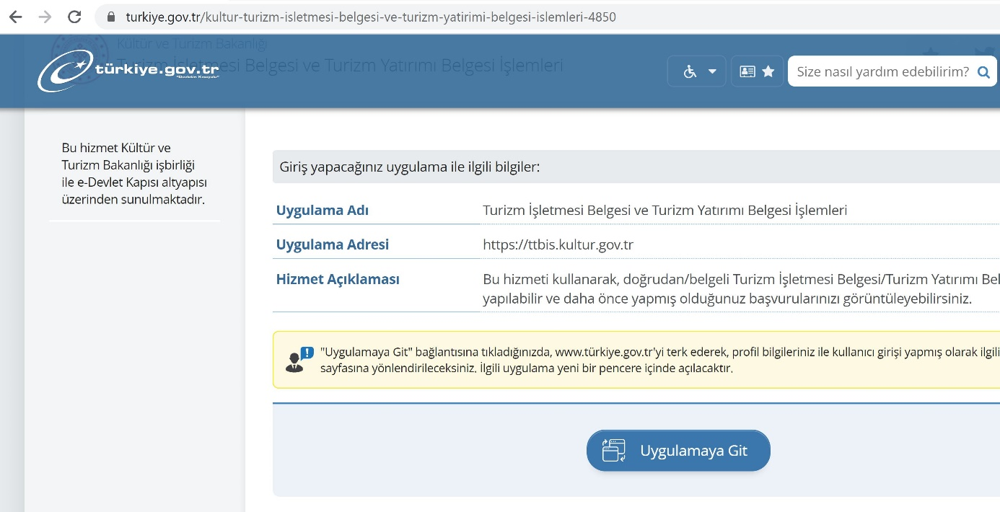 turkiye.gov.tr/kultur-turizm-isletmesi-belgesi-ve-turizm-yatirimi-belgesi-islemleri-4850
Kültür ve Turizm Bakanlığı
Turizm İşletmesi Belgesi ve Turizm Yatırımı Belgesi İşlemleri
türkiye.gov.tr
Size nasıl yardım edebilirim?
Bu hizmet Kültür ve
Turizm Bakanlığı işbirliği
ile e-Devlet Kapısı altyapısı
üzerinden sunulmaktadır.
Giriş yapacağınız uygulama ile ilgili bilgiler:
Uygulama Adı Turizm İşletmesi Belgesi ve Turizm Yatırımı Belgesi İşlemleri
Uygulama Adresi https://ttbis.kultur.gov.tr
Hizmet Açıklaması Bu hizmeti kullanarak, doğrudan/belgeli Turizm İşletmesi Belgesi/Turizm Yatırımı Bel
yapılabilir ve daha önce yapmış olduğunuz başvurularınızı görüntüleyebilirsiniz.
"Uygulamaya Git" bağlantısına tıkladığınızda, www.türkiye.gov.tr'yi terk ederek, profil bilgileriniz ile kullanıcı girişi yapmış olarak ilgili
sayfasına yönlendirileceksiniz. İlgili uygulama yeni bir pencere içinde açılacaktır.
Uygulamaya Git